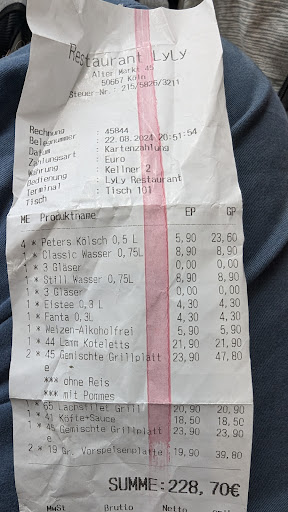 Restaurant LyLy
Alter Markt 45
50667 Köln
Steuer-Nr.: 215/5826/3211
Rechnung
Belegnummer : 45844
Datum : 22.08.2024 20:51:54
Zahlungsart : Kartenzahlung
Währung : Euro
Bedienung : Kellner 2
Terminal : LyLy Restaurant
Tisch : Tisch 101
ME Produktname EP GP
4 * Peters Kölsch 0,5 L 5,90 23,60
1 * Classic Wasser 0,75L 8,90 8,90
1 * 3 Gläser 0,00 0,00
1 * Still Wasser 0,75L 8,90 8,90
1 * 3 Gläser 0,00 0,00
1 * Eistee 0,3 L 4,30 4,30
1 * Fanta 0,3L 4,30 4,30
1 * Weizen-Alkoholfrei 5,90 5,90
1 * 44 Lamm Koteletts 21,90 21,90
2 * 45 Gemischte Grillplatt 23,90 47,80
e
*** ohne Reis
*** mit Pommes
1 * 65 Lachsfilet Grill 20,90 20,90
1 * 41 Köfte+Sauce 18,50 18,50
1 * 45 Gemischte Grillplatt 23,90 23,90
e
2 * 19 Gr. Vorspeisenplatte 19,90 39,80
SUMME: 228,70€
MwSt Brutto Netto